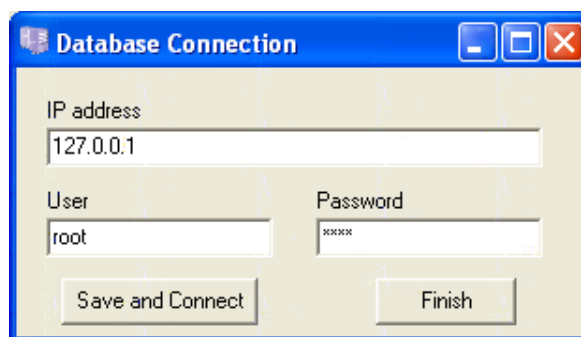 Database Connection
IP address
127.0.0.1
User Password
root ****
Save and Connect Finish